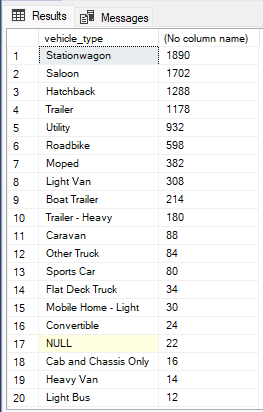 Results Messages
vehicle_type (No column name)
1 Stationwagon 1890
2 Saloon 1702
3 Hatchback 1288
4 Trailer 1178
5 Utility 932
6 Roadbike 598
7 Moped 382
8 Light Van 308
9 Boat Trailer 214
10 Trailer - Heavy 180
11 Caravan 88
12 Other Truck 84
13 Sports Car 80
14 Flat Deck Truck 34
15 Mobile Home - Light 30
16 Convertible 24
17 NULL 22
18 Cab and Chassis Only 16
19 Heavy Van 14
20 Light Bus 12